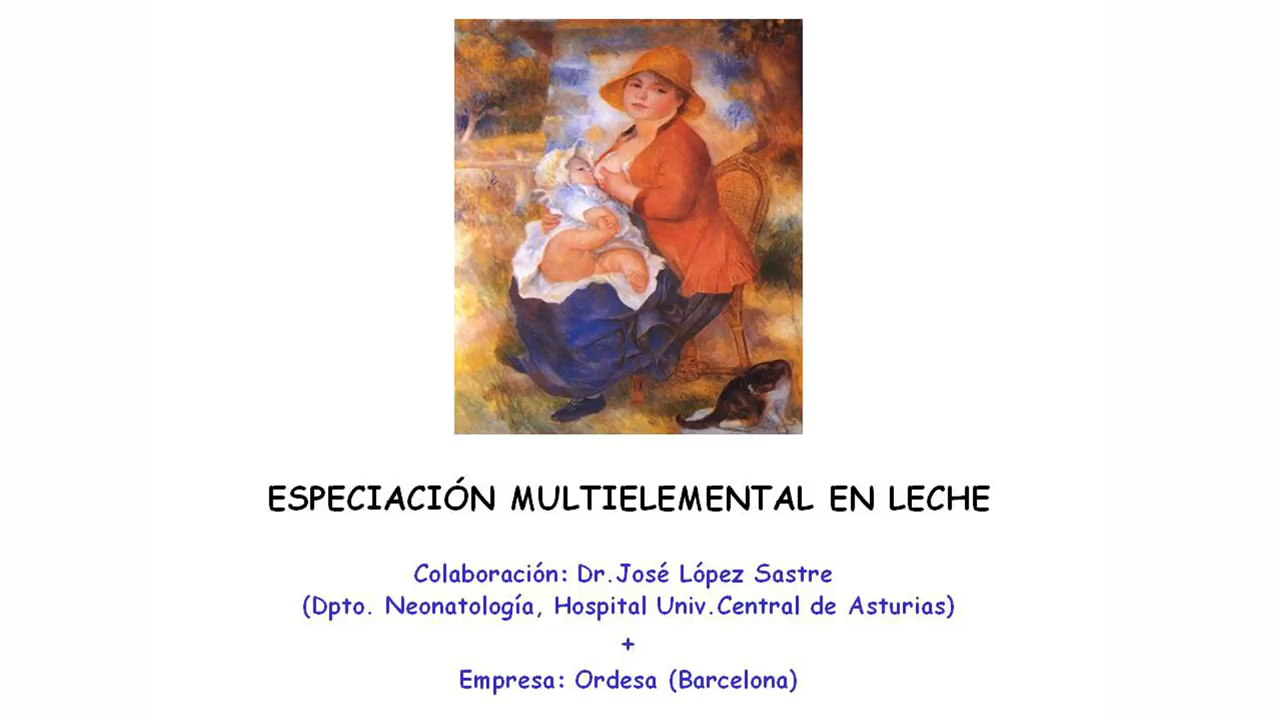 ESPECIACIÓN MULTIELEMENTAL EN LECHE
Colaboración: Dr.José López Sastre
(Dpto. Neonatología, Hospital Univ.Central de Asturias)
+
Empresa: Ordesa (Barcelona)